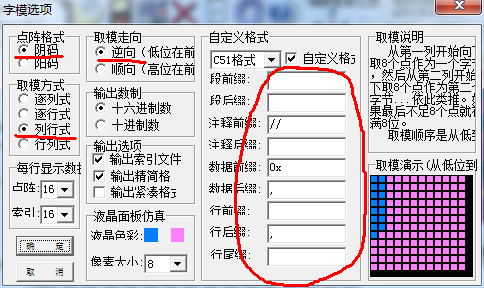 字模选项
点阵格式
阴码
阳码
取模走向
逆向(低位在前
顺向(高位在前
取模方式
逐列式
逐行式
列行式
行列式
输出数制
十六进制数
十进制数
输出选项
输出索引文件
输出精简格
输出紧凑格式
每行显示数据
点阵: 16
索引: 16
液晶面板仿真
液晶色彩:
像素大小: 8
确 定
取 消
自定义格式
C51格式
自定义格式
段前缀:
段后缀:
注释前缀: //
注释后缀:
数据前缀: 0x
数据后缀: ,
行前缀:
行后缀: ,
行尾缀:
取模说明
从第一列开始向
取8个点作为一个字
,然后从第二列开
下取8个点作为第二
字节...依此类推。如
果最后不足8个点就
满8位。
取模顺序是从低至
取模演示(从低位到